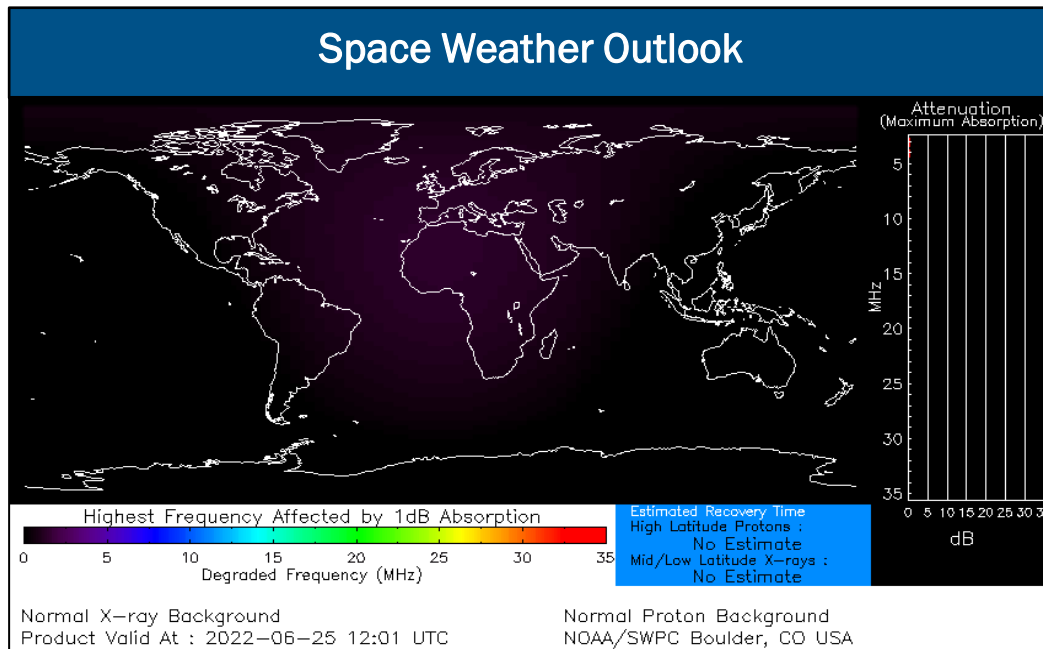 Space Weather Outlook
Attenuation
(Maximum Absorption)
5
10
15
20
25
30
35
MHz
0 5 10 15 20 25 30
dB
Highest Frequency Affected by 1dB Absorption
0 5 10 15 20 25 30 35
Degraded Frequency (MHz)
Estimated Recovery Time
High Latitude Protons :
No Estimate
Mid/Low Latitude X-rays :
No Estimate
Normal X-ray Background
Product Valid At : 2022-06-25 12:01 UTC
Normal Proton Background
NOAA/SWPC Boulder, CO USA